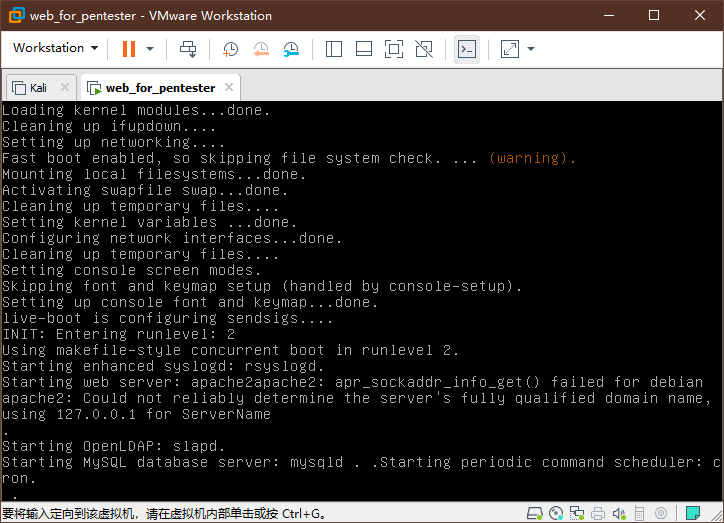 web_for_pentester - VMware Workstation
Workstation
Kali
web_for_pentester
Loading kernel modules...done.
Cleaning up ifupdown....
Setting up networking....
Fast boot enabled, so skipping file system check. ... (warning).
Mounting local filesystems...done.
Activating swapfile swap...done.
Cleaning up temporary files....
Setting kernel variables ...done.
Configuring network interfaces...done.
Cleaning up temporary files....
Setting console screen modes.
Skipping font and keymap setup (handled by console-setup).
Setting up console font and keymap...done.
live-boot is configuring sendsigs....
INIT: Entering runlevel: 2
Using makefile-style concurrent boot in runlevel 2.
Starting enhanced syslogd: rsyslogd.
Starting web server: apache2apache2: apr_sockaddr_info_get() failed for debian
apache2: Could not reliably determine the server's fully qualified domain name,
using 127.0.0.1 for ServerName
.
Starting OpenLDAP: slapd.
Starting MySQL database server: mysqld . .Starting periodic command scheduler: c
ron.
.
要将输入定向到该虚拟机，请在虚拟机内部单击或按 Ctrl+G。